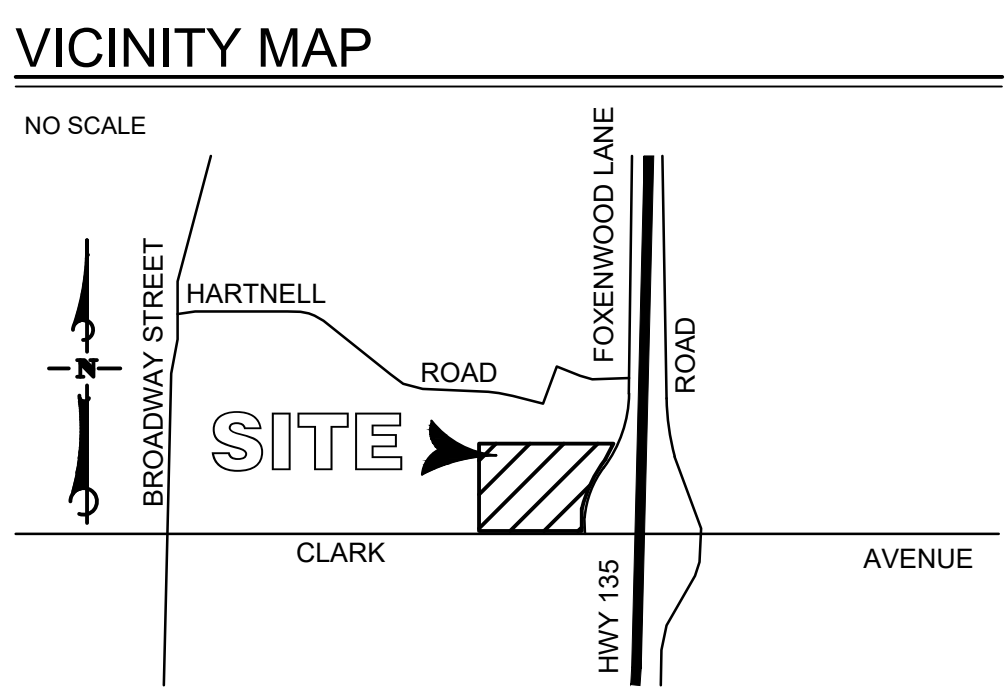 VICINITY MAP
NO SCALE
FOXENWOOD LANE
BROADWAY STREET
HARTNELL
ROAD
ROAD
N
SITE
CLARK
AVENUE
HWY 135